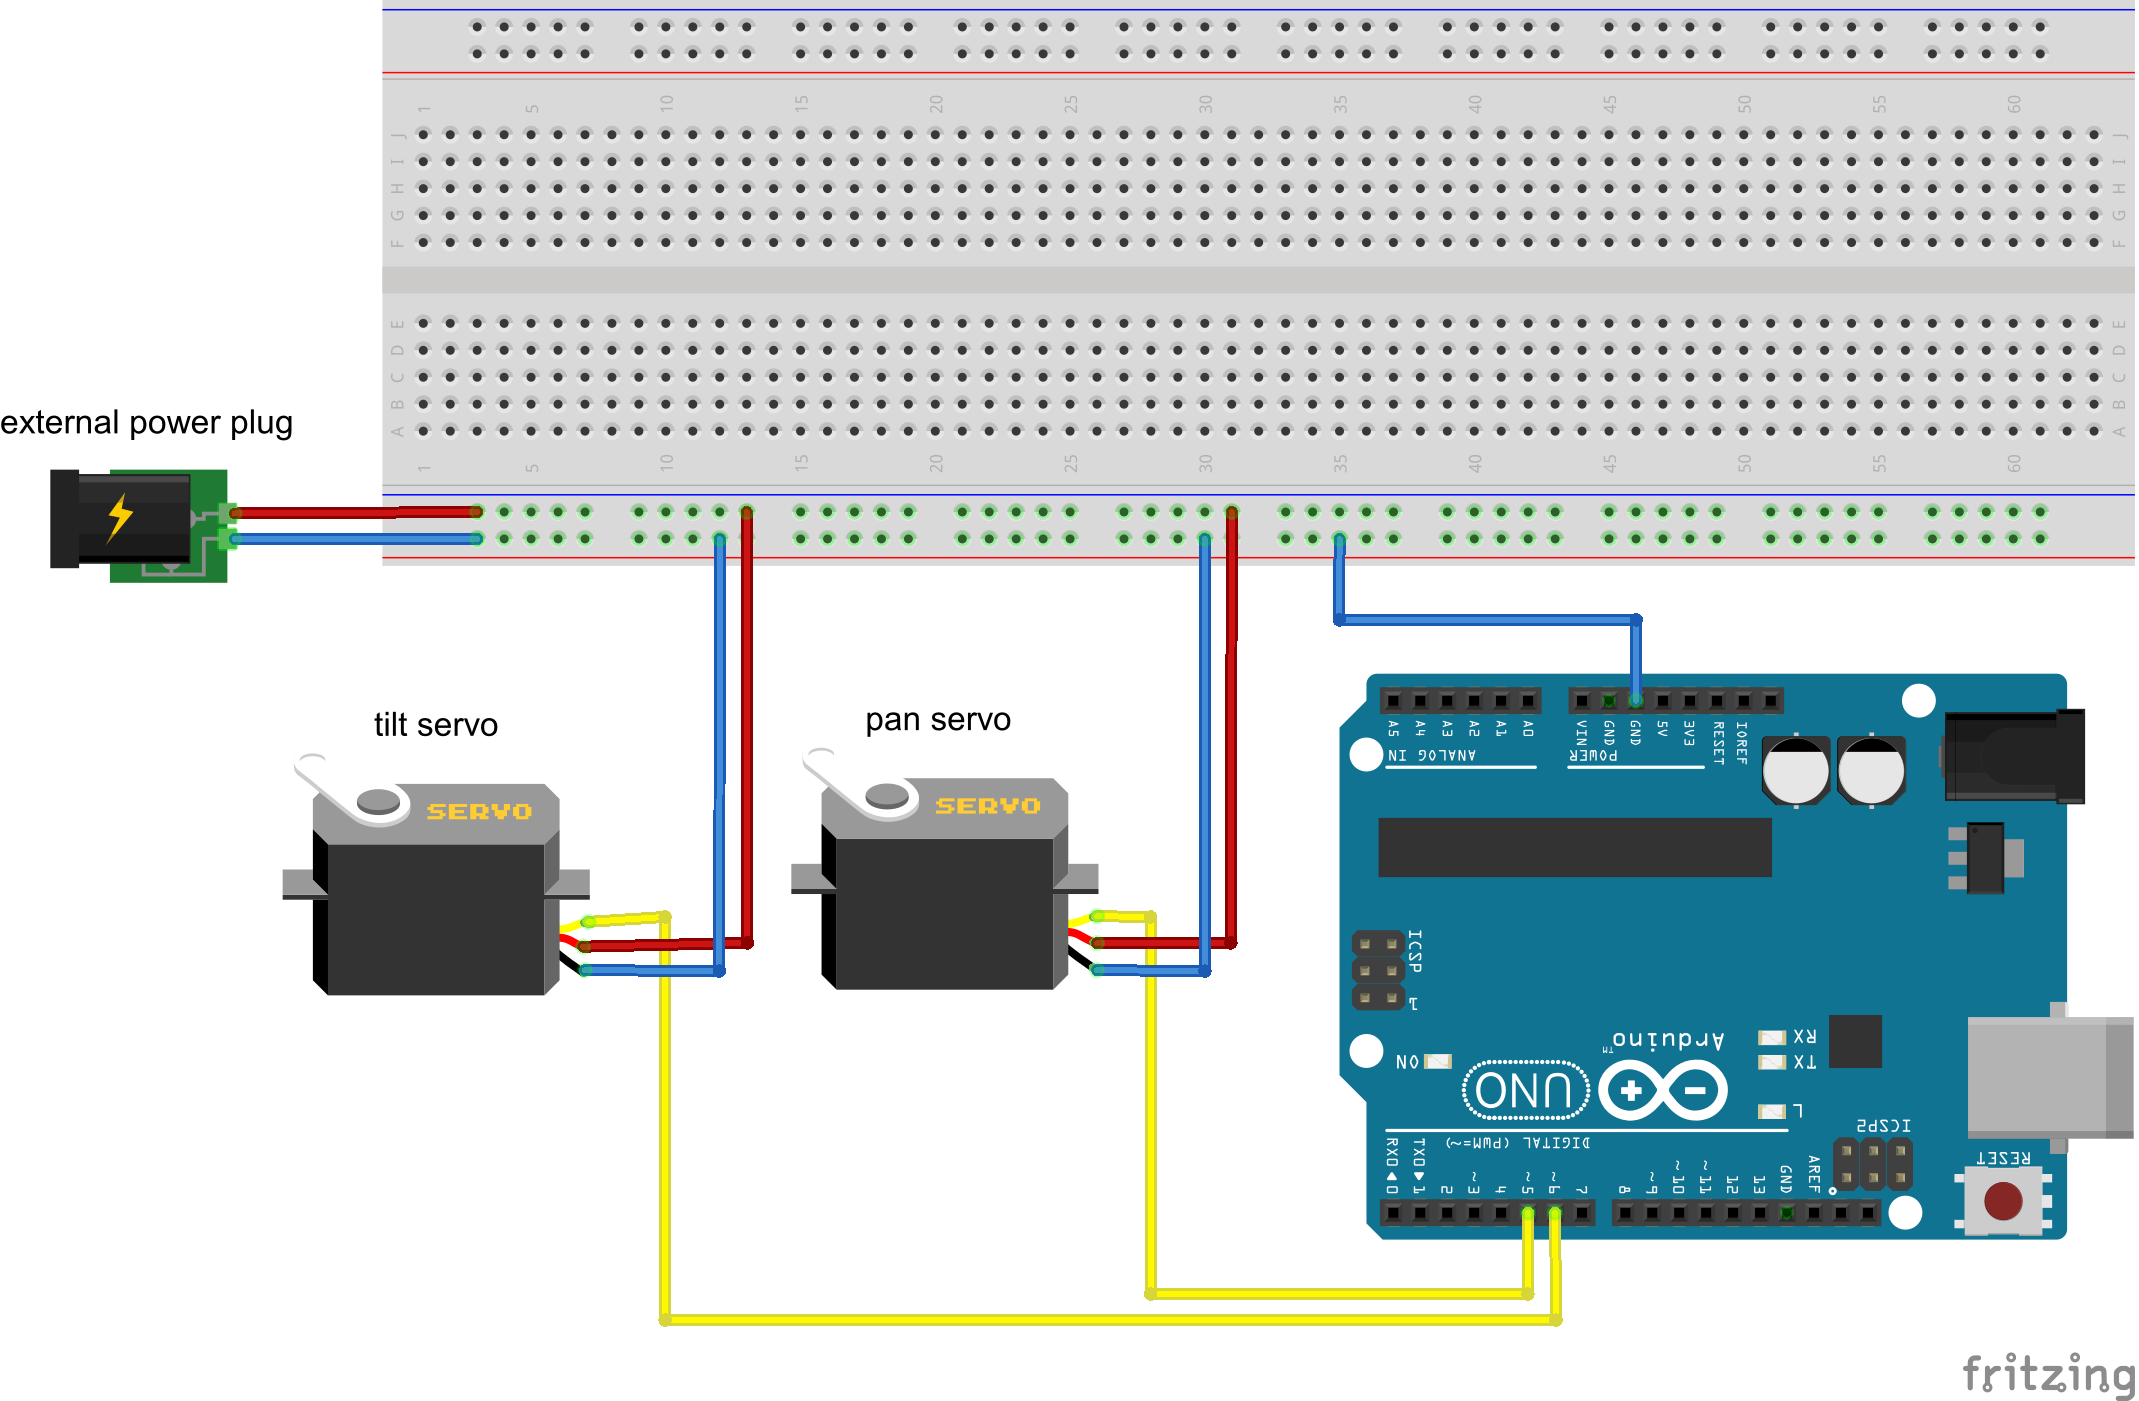 1 5 10 15 20 25 30 35 40 45 50 55 60
J J
I I
H H
G G
F F
E E
D D
C C
B B
A A
1 5 10 15 20 25 30 35 40 45 50 55 60
external power plug
tilt servo
pan servo
SERVO
SERVO
A5 A4 A3 A2 A1 A0 VIN GND GND 5V 3V3 RESET IOREF
ANALOG IN POWER
ICSP
1
Arduino
TM
ON
UNO
RX
TX
L
ICSP2
DIGITAL (PWM=~)
RESET
RX0 0 TX0 1 2 ~3 4 ~5 ~6 7 8 ~9 ~10 ~11 12 13 GND AREF
fritzing